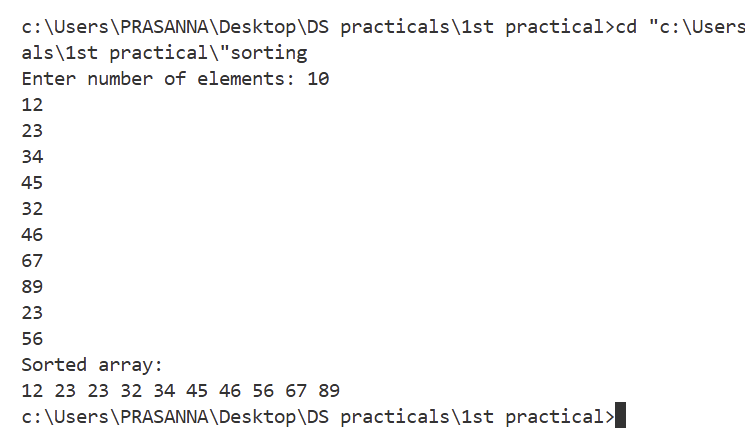 c:\Users\PRASANNA\Desktop\DS practicals\1st practical>cd "c:\Users
als\1st practical\"sorting
Enter number of elements: 10
12
23
34
45
32
46
67
89
23
56
Sorted array:
12 23 23 32 34 45 46 56 67 89
c:\Users\PRASANNA\Desktop\DS practicals\1st practical>